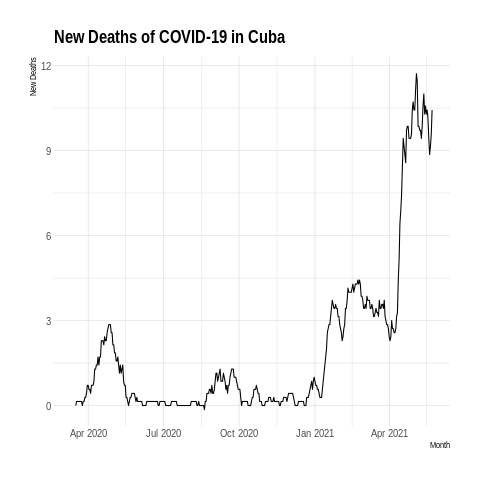 New Deaths of COVID-19 in Cuba
New Deaths
12
9
6
3
0
Apr 2020 Jul 2020 Oct 2020 Jan 2021 Apr 2021
Month